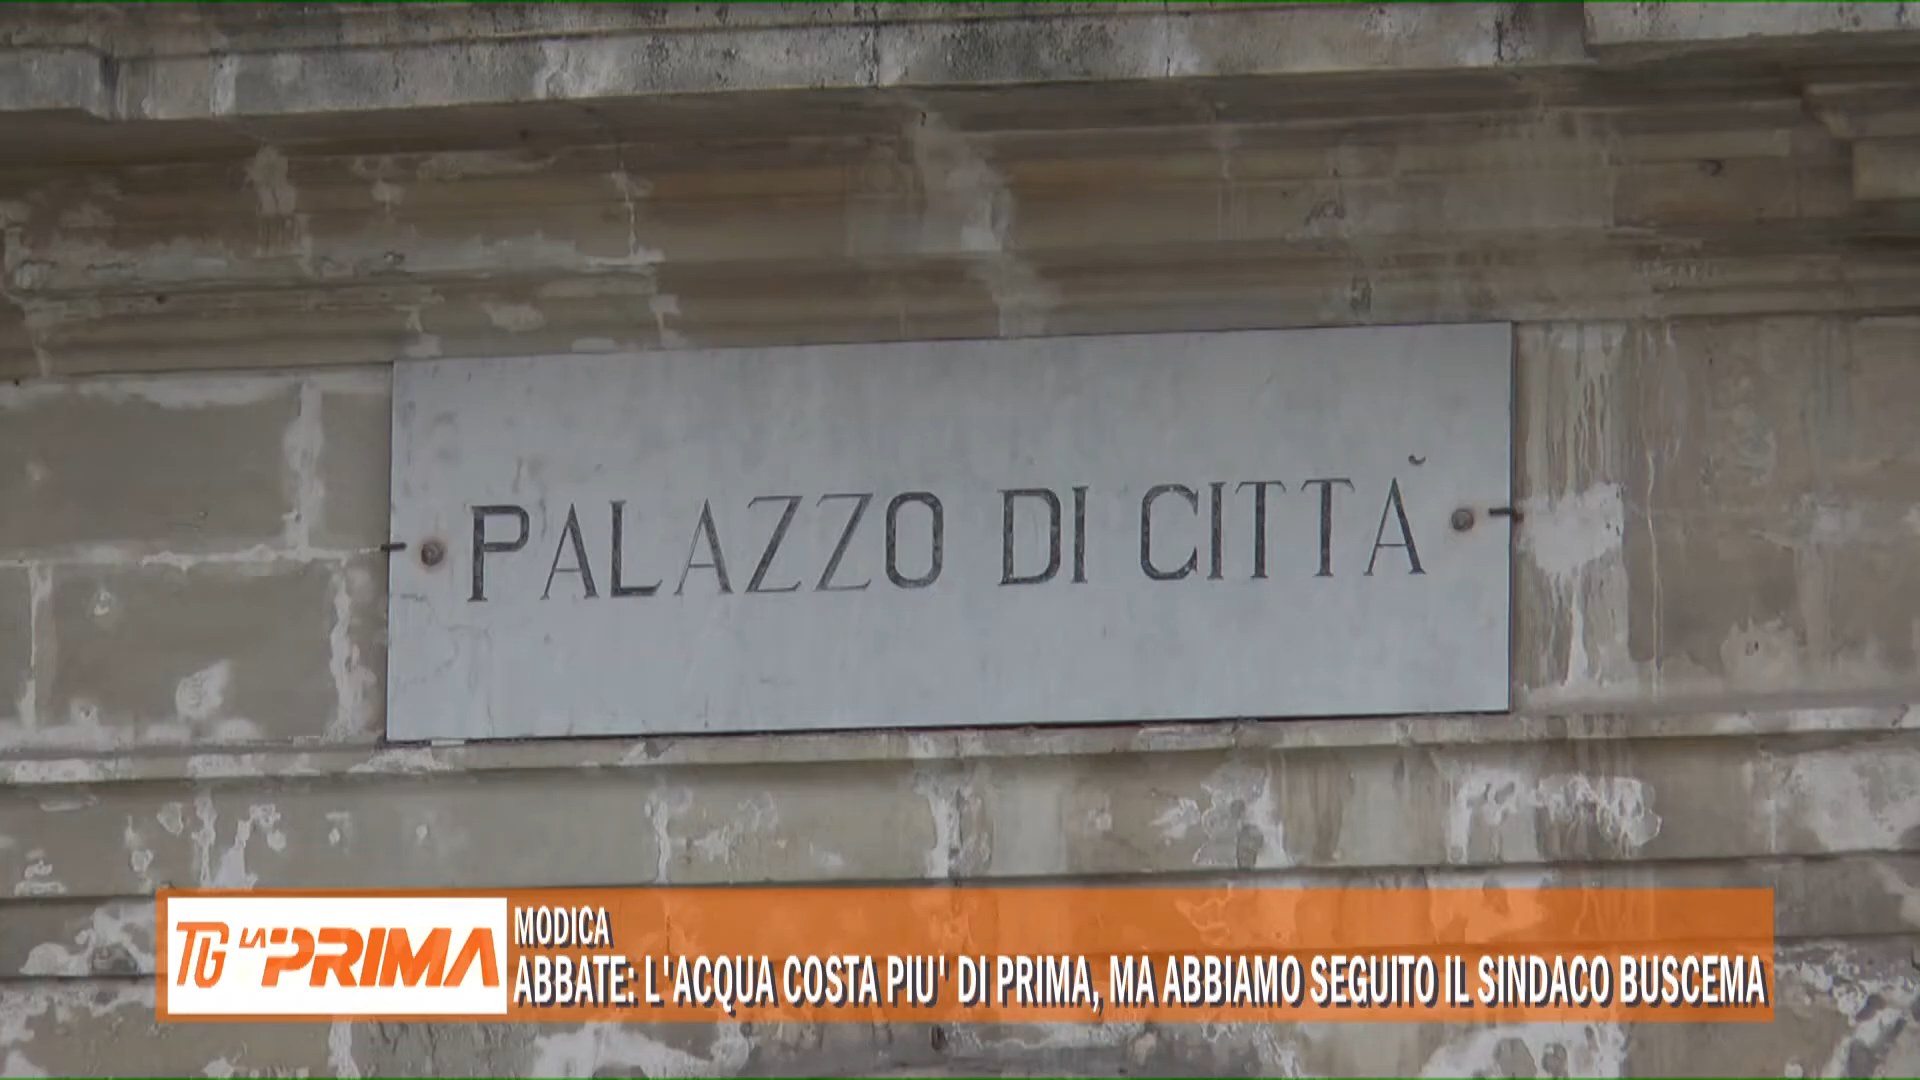 PALAZZO DI CITTÀ
TG LA PRIMA
MODICA
ABBATE: L'ACQUA COSTA PIU' DI PRIMA, MA ABBIAMO SEGUITO IL SINDACO BUSCEMA